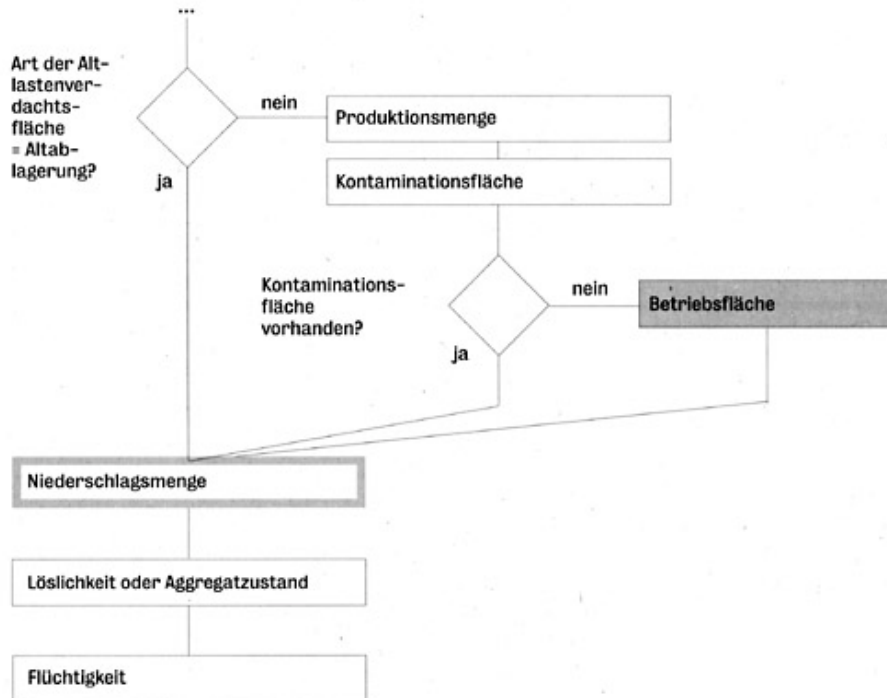 ...
Art der Alt-
lastenver-
dachts-
fläche
= Altab-
lagerung?
nein
ja
Produktionsmenge
Kontaminationsfläche
Kontaminations-
fläche
vorhanden?
nein
ja
Betriebsfläche
Niederschlagsmenge
Löslichkeit oder Aggregatzustand
Flüchtigkeit